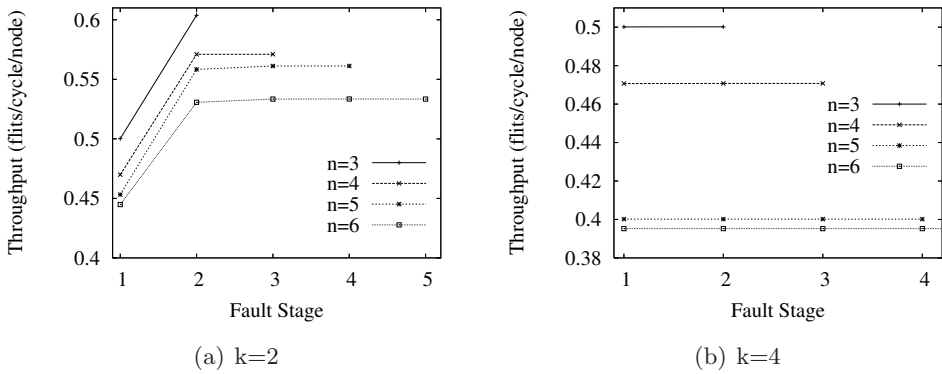 Throughput (flits/cycle/node)
0.6
0.55
0.5
0.45
0.4
n=3
n=4
n=5
n=6
1 2 3 4 5
Fault Stage
(a) k=2
Throughput (flits/cycle/node)
0.5
0.48
0.46
0.44
0.42
0.4
0.38
n=3
n=4
n=5
n=6
1 2 3 4
Fault Stage
(b) k=4